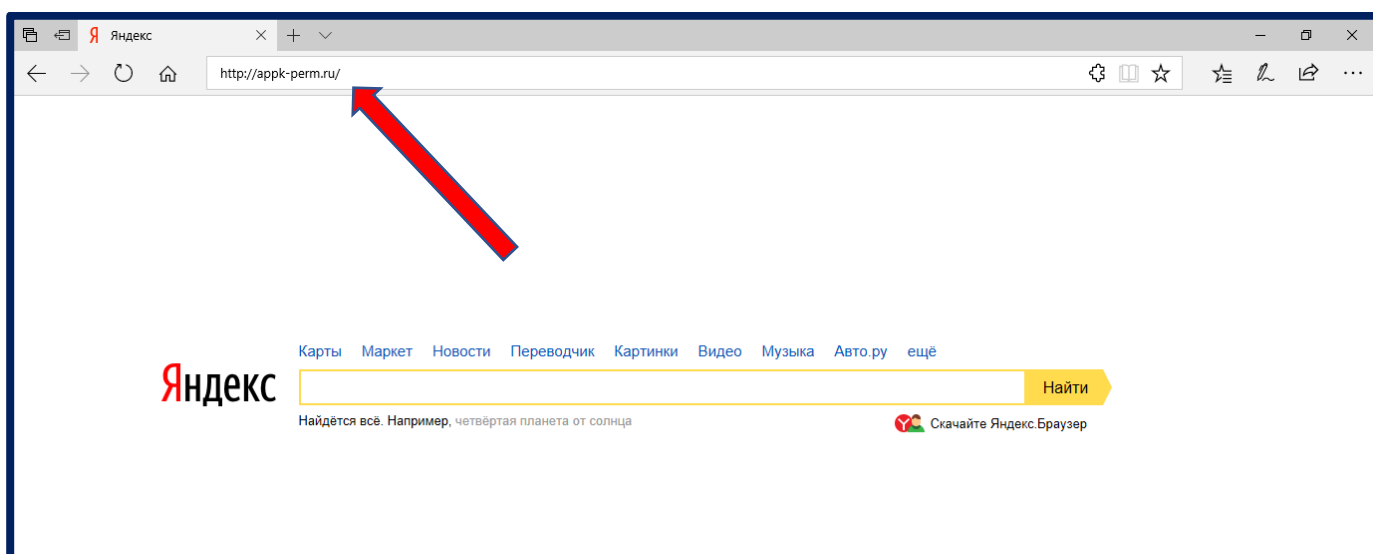 Яндекс
http://appk-perm.ru/
Карты Маркет Новости Переводчик Картинки Видео Музыка Авто.ру ещё
Яндекс Найти
Найдётся всё. Например, четвёртая планета от солнца Скачайте Яндекс.Браузер